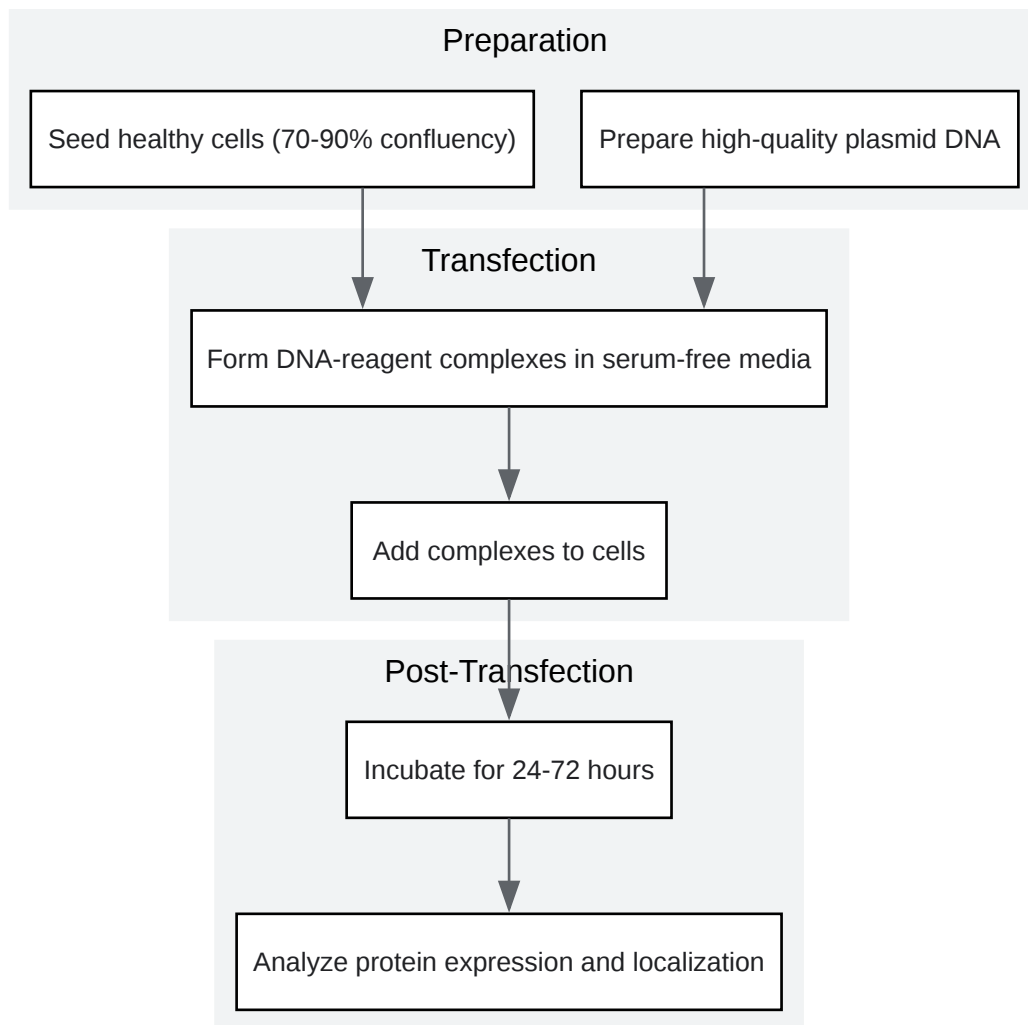 Preparation
Seed healthy cells (70-90% confluency)
Prepare high-quality plasmid DNA
Transfection
Form DNA-reagent complexes in serum-free media
Add complexes to cells
Post-Transfection
Incubate for 24-72 hours
Analyze protein expression and localization